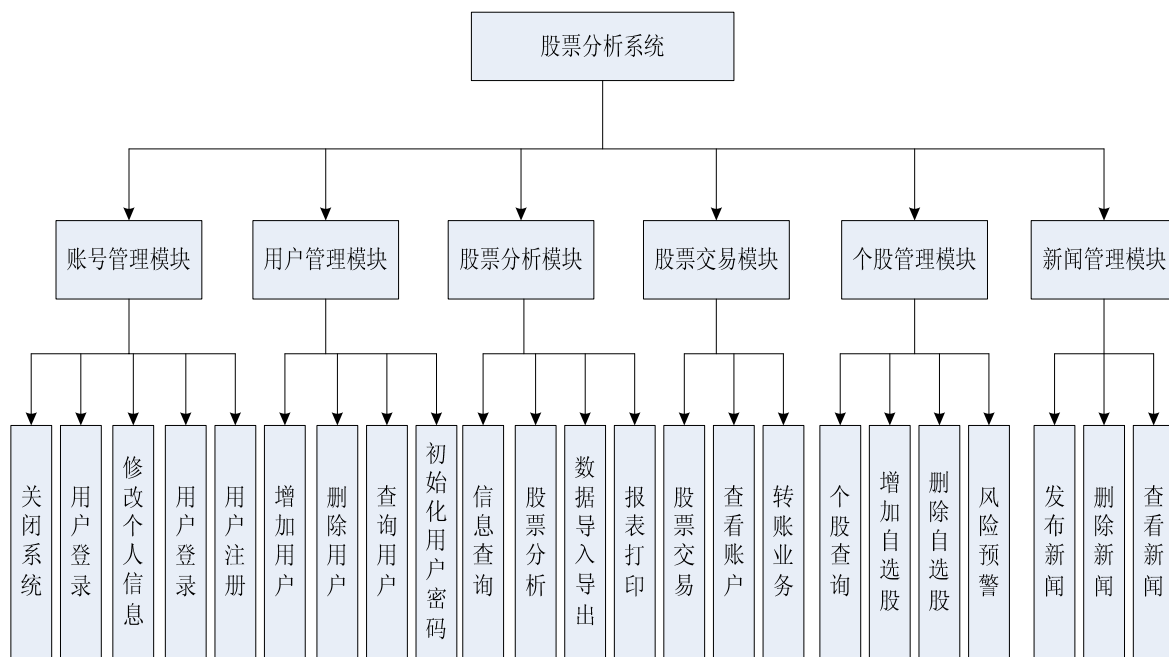 股票分析系统
账号管理模块
用户管理模块
股票分析模块
股票交易模块
个股管理模块
新闻管理模块
关闭系统
用户登录
修改个人信息
用户登录
用户注册
增加用户
删除用户
查询用户
初始化用户密码
信息查询
股票分析
数据导入导出
报表打印
股票交易
查看账户
转账业务
个股查询
增加自选股
删除自选股
风险预警
发布新闻
删除新闻
查看新闻